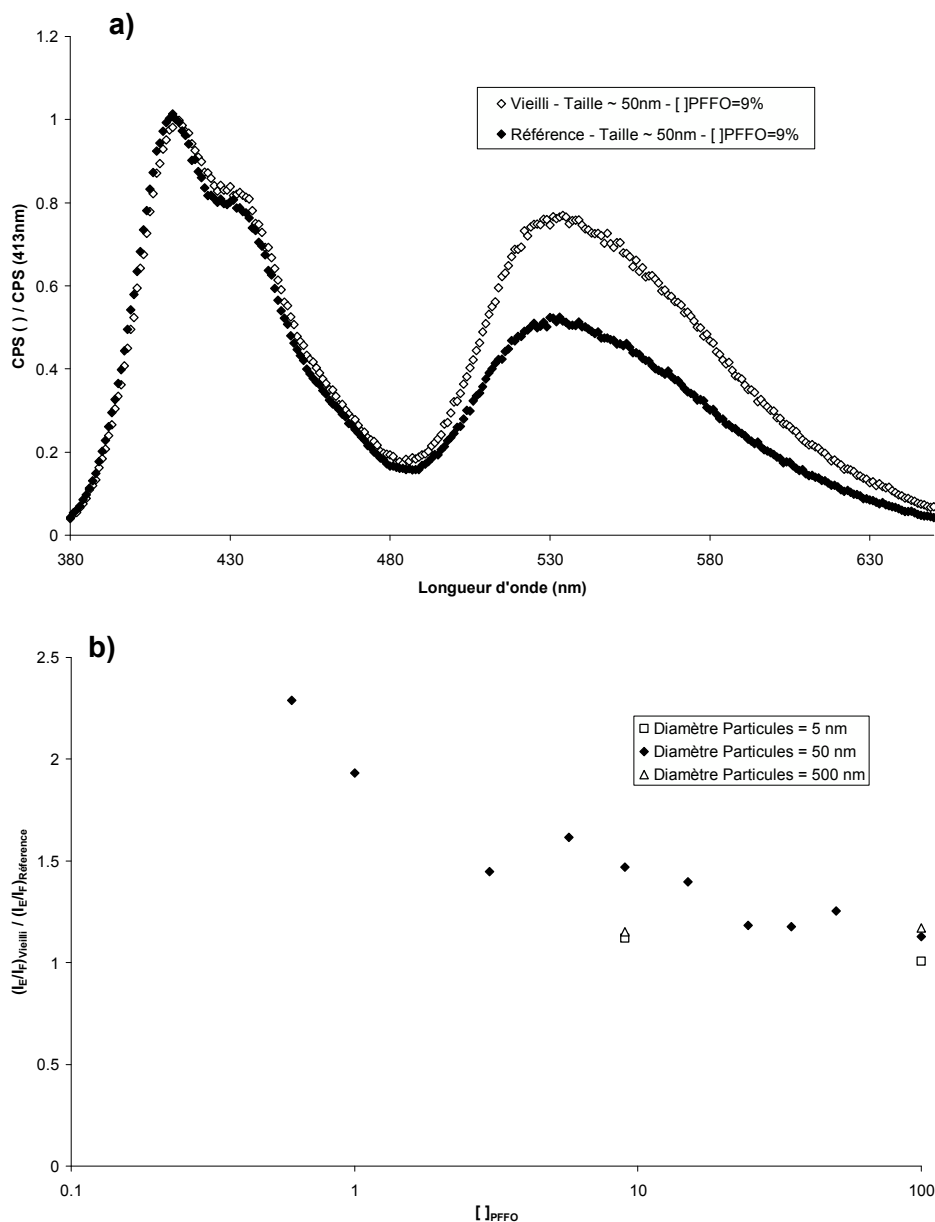 a)
1.2
1
0.8
0.6
0.4
0.2
0
CPS ( ) / CPS (413nm)
Vieilli - Taille ~ 50nm - [ ]PFFO=9%
Référence - Taille ~ 50nm - [ ]PFFO=9%
380
430
480
530
580
630
Longueur d'onde (nm)
b)
2.5
2
1.5
1
0.5
0
(IE/IF)Vieilli / (IE/IF)Réference
Diamètre Particules = 5 nm
Diamètre Particules = 50 nm
Diamètre Particules = 500 nm
0.1
1
10
100
[ ]PFFO